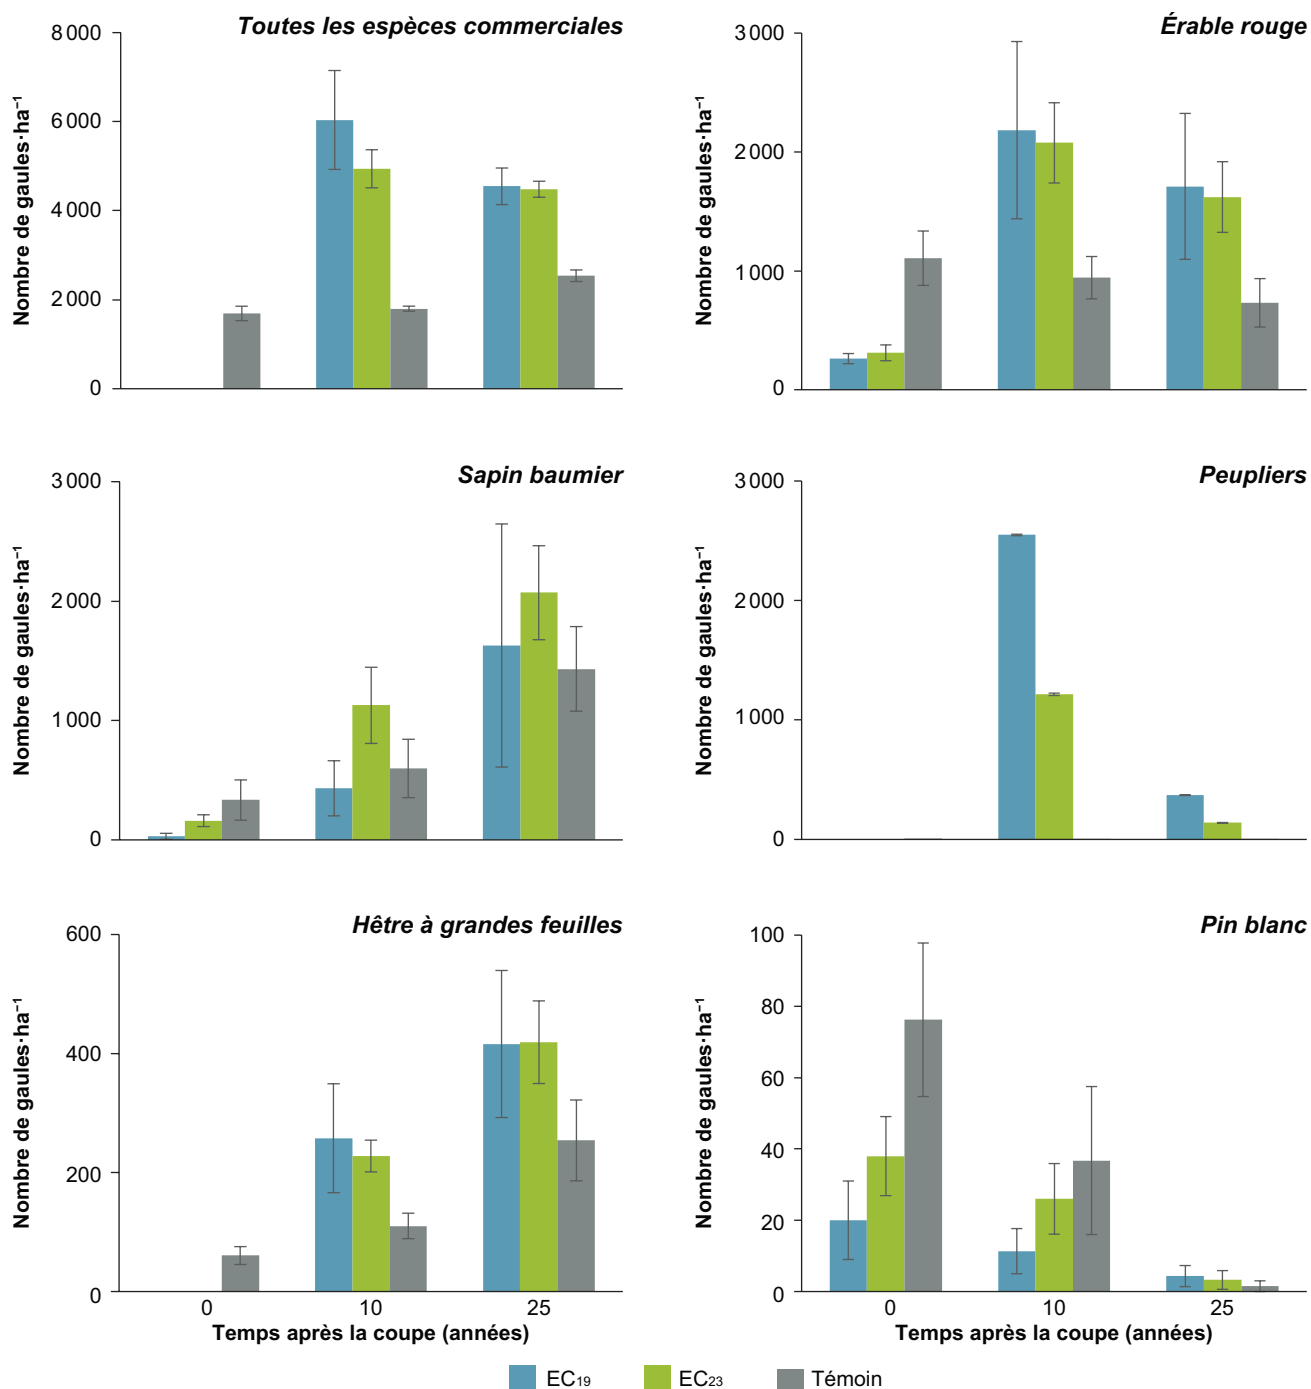 Toutes les espèces commerciales
Nombre de gaules·ha⁻¹
8 000
6 000
4 000
2 000
0
Érable rouge
Nombre de gaules·ha⁻¹
3 000
2 000
1 000
0
Sapin baumier
Nombre de gaules·ha⁻¹
3 000
2 000
1 000
0
Peupliers
Nombre de gaules·ha⁻¹
3 000
2 000
1 000
0
Hêtre à grandes feuilles
Nombre de gaules·ha⁻¹
600
400
200
0
0 10 25
Temps après la coupe (années)
Pin blanc
Nombre de gaules·ha⁻¹
100
80
60
40
20
0
0 10 25
Temps après la coupe (années)
EC₁₉ EC₂₃ Témoin